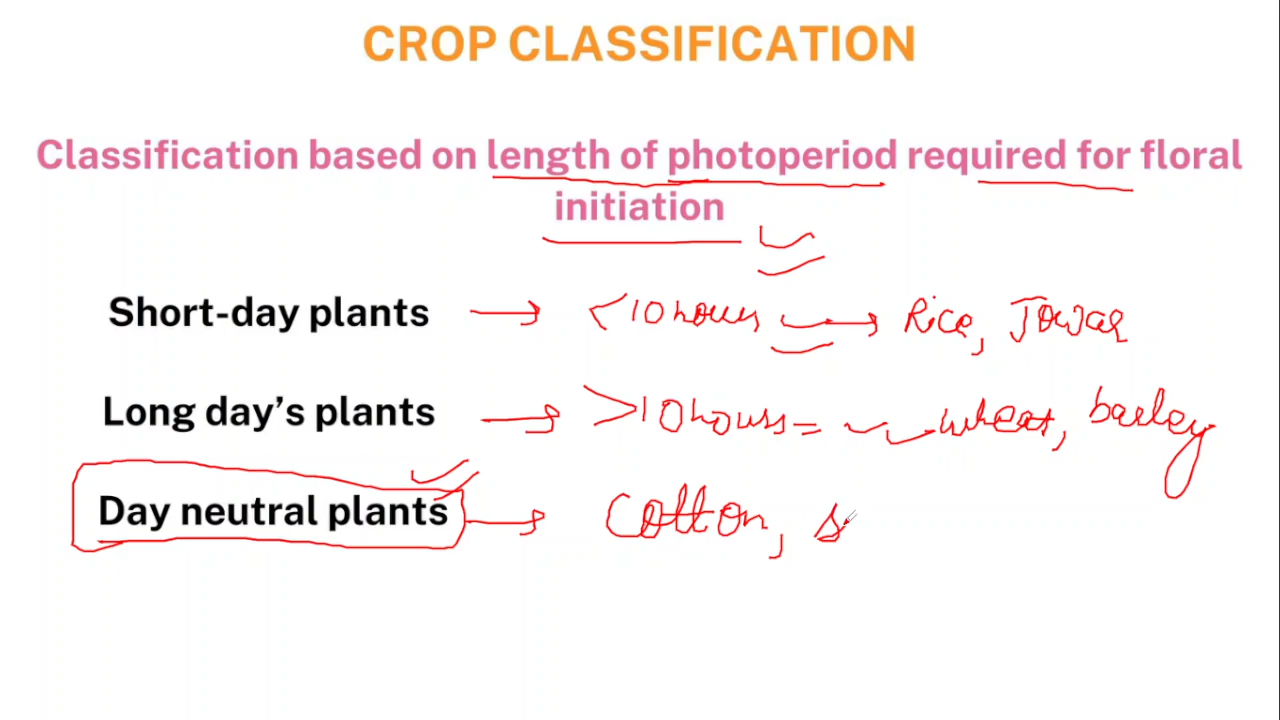 CROP CLASSIFICATION
Classification based on length of photoperiod required for floral
initiation
Short-day plants → <10 hours → Rice, Jowar
Long day's plants → >10 hours = wheat, barley
Day neutral plants → Cotton, s